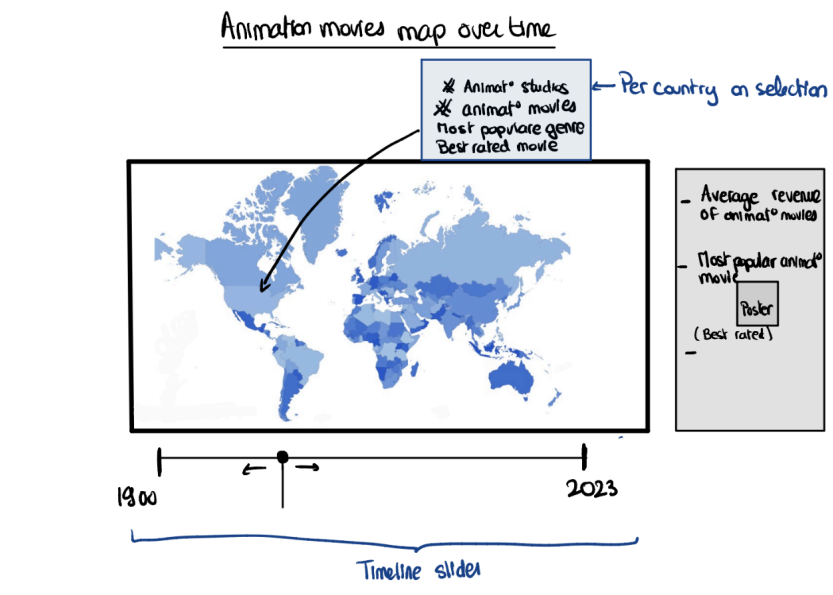 Animation movies map over time
# Animat° studios
# animat° movies
Most populare genre
Best rated movie
Per country on selection
- Average revenue
of animat° movies
- Most popular animat°
movie
Poster
(Best rated)
-
1900
2023
Timeline slider